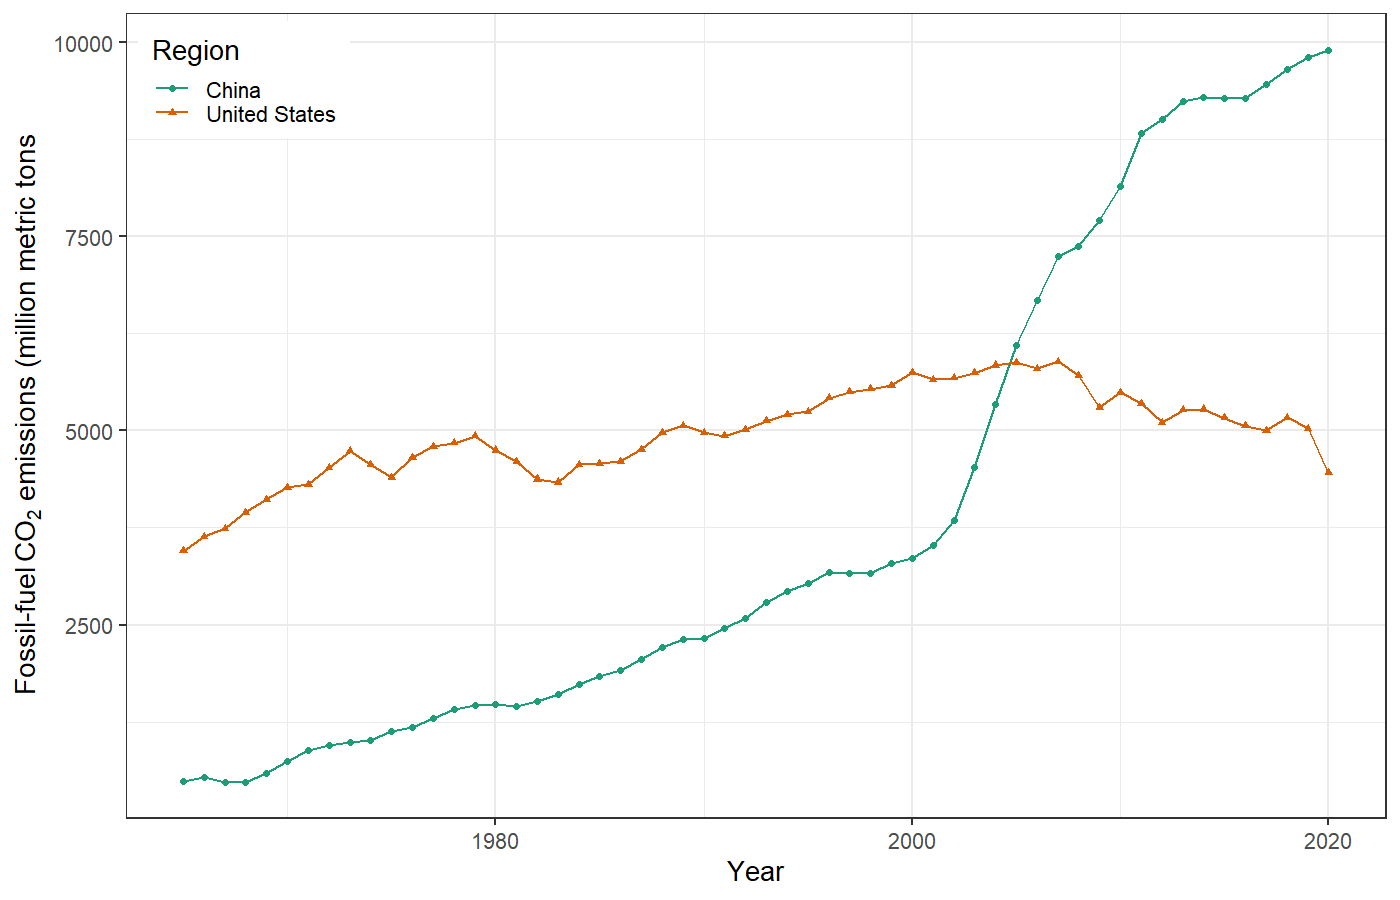 Region
China
United States
10000
7500
5000
2500
Fossil-fuel CO₂ emissions (million metric tons
1980 2000 2020
Year